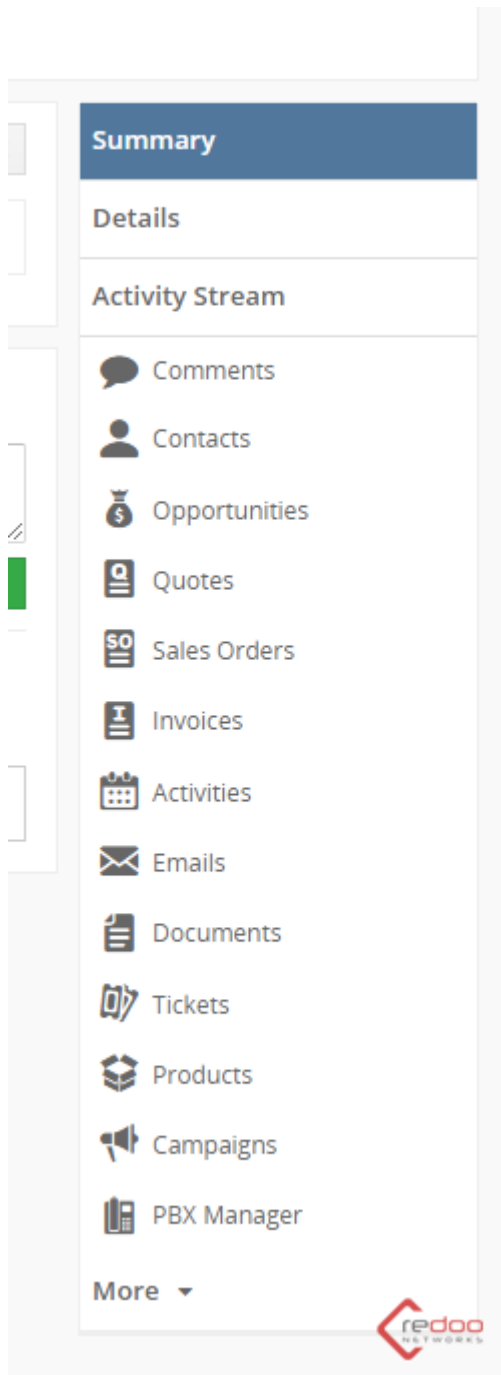 Summary
Details
Activity Stream
Comments
Contacts
$
Opportunities
Q
Quotes
SO
Sales Orders
I
Invoices
Activities
Emails
Documents
Tickets
Products
Campaigns
PBX Manager
More
redoo
NETWORKS